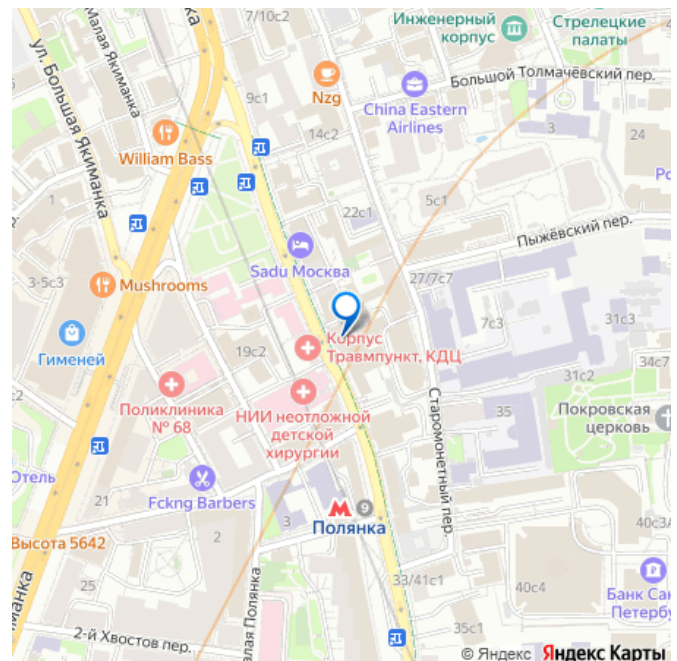 7/10с2
Инженерный
корпус
Стрелецкие
палаты
Малая Якиманка
ул. Большая Якиманка
9с1
Nzg
Большой Толмачёвский пер.
China Eastern
Airlines
14с2
3
24
William Bass
22с1
5с1
Пыжёвский пер.
Sadu Москва
27/7с7
3-5с3
Mushrooms
7с3
31с3
Гименей
19с2
Корпус
Травмпункт, КДЦ
34с7
31с2
Поликлиника
№ 68
НИИ неотложной
детской
хирургии
35
Покровская
церковь
Старомонетный пер.
Отель
Fckng Barbers
21
3
9
Полянка
2
Высота 5642
40с4
33/41с1
25
2-й Хвостов пер.
35с1
© Яндекс Яндекс Карты